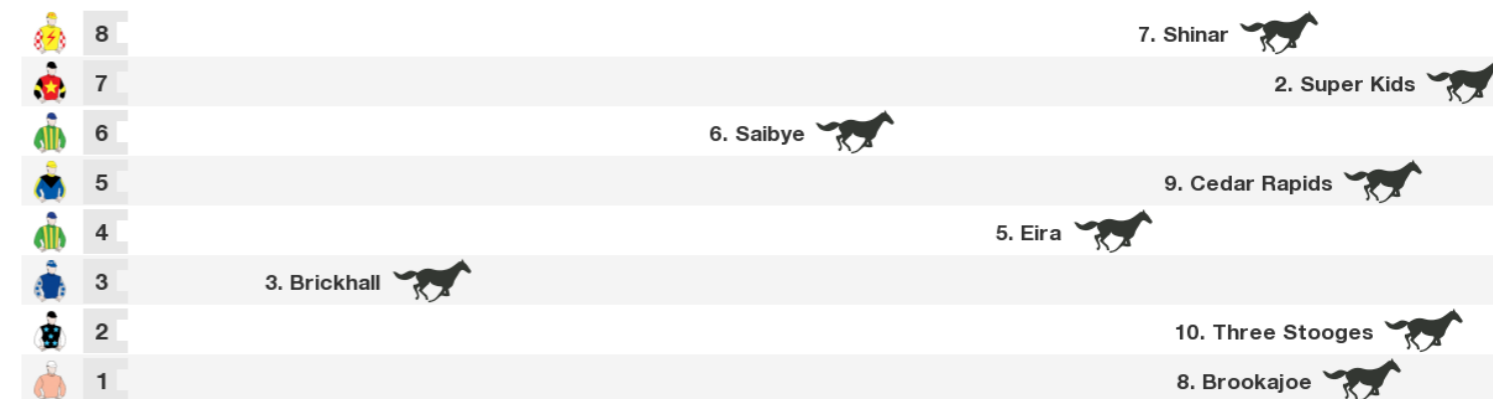 8 7. Shinar
7 2. Super Kids
6 6. Saibye
5 9. Cedar Rapids
4 5. Eira
3 3. Brickhall
2 10. Three Stooges
1 8. Brookajoe